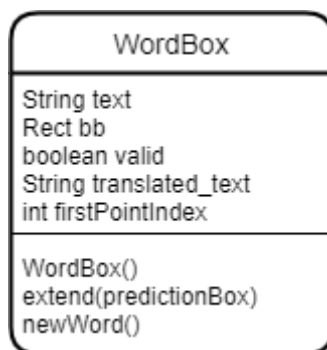 WordBox
String text
Rect bb
boolean valid
String translated_text
int firstPointIndex
WordBox()
extend(predictionBox)
newWord()